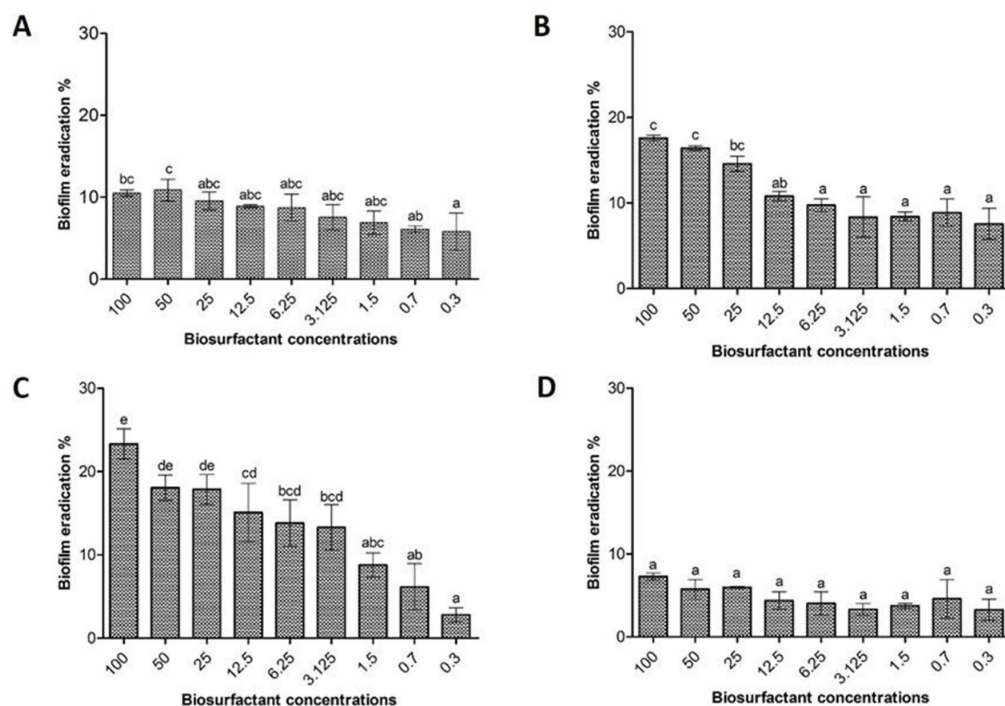 A
Biofilm eradication %
30
20
10
0
bc
c
abc
abc
abc
abc
abc
ab
a
100
50
25
12.5
6.25
3.125
1.5
0.7
0.3
Biosurfactant concentrations
B
Biofilm eradication %
30
20
10
0
c
c
bc
ab
a
a
a
a
a
100
50
25
12.5
6.25
3.125
1.5
0.7
0.3
Biosurfactant concentrations
C
Biofilm eradication %
30
20
10
0
e
de
de
cd
bcd
bcd
abc
ab
a
100
50
25
12.5
6.25
3.125
1.5
0.7
0.3
Biosurfactant concentrations
D
Biofilm eradication %
30
20
10
0
a
a
a
a
a
a
a
a
a
100
50
25
12.5
6.25
3.125
1.5
0.7
0.3
Biosurfactant concentrations